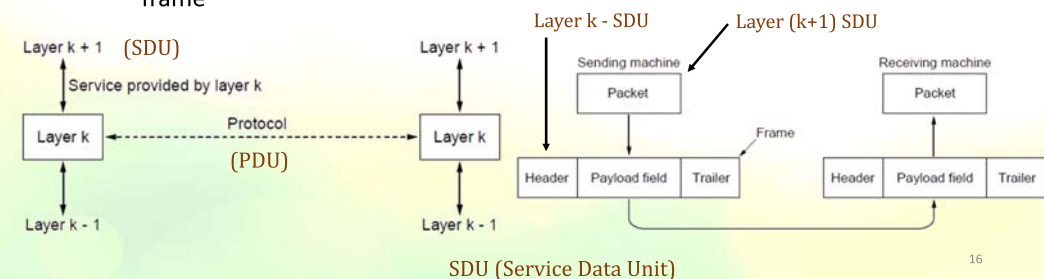 frame
Layer k - SDU
Layer (k+1) SDU
Layer k + 1 (SDU)
Layer k + 1
Sending machine
Receiving machine
Service provided by layer k
Packet
Packet
Protocol
Layer k
Layer k
Frame
(PDU)
Header Payload field Trailer
Header Payload field Trailer
Layer k - 1
Layer k - 1
SDU (Service Data Unit)
16